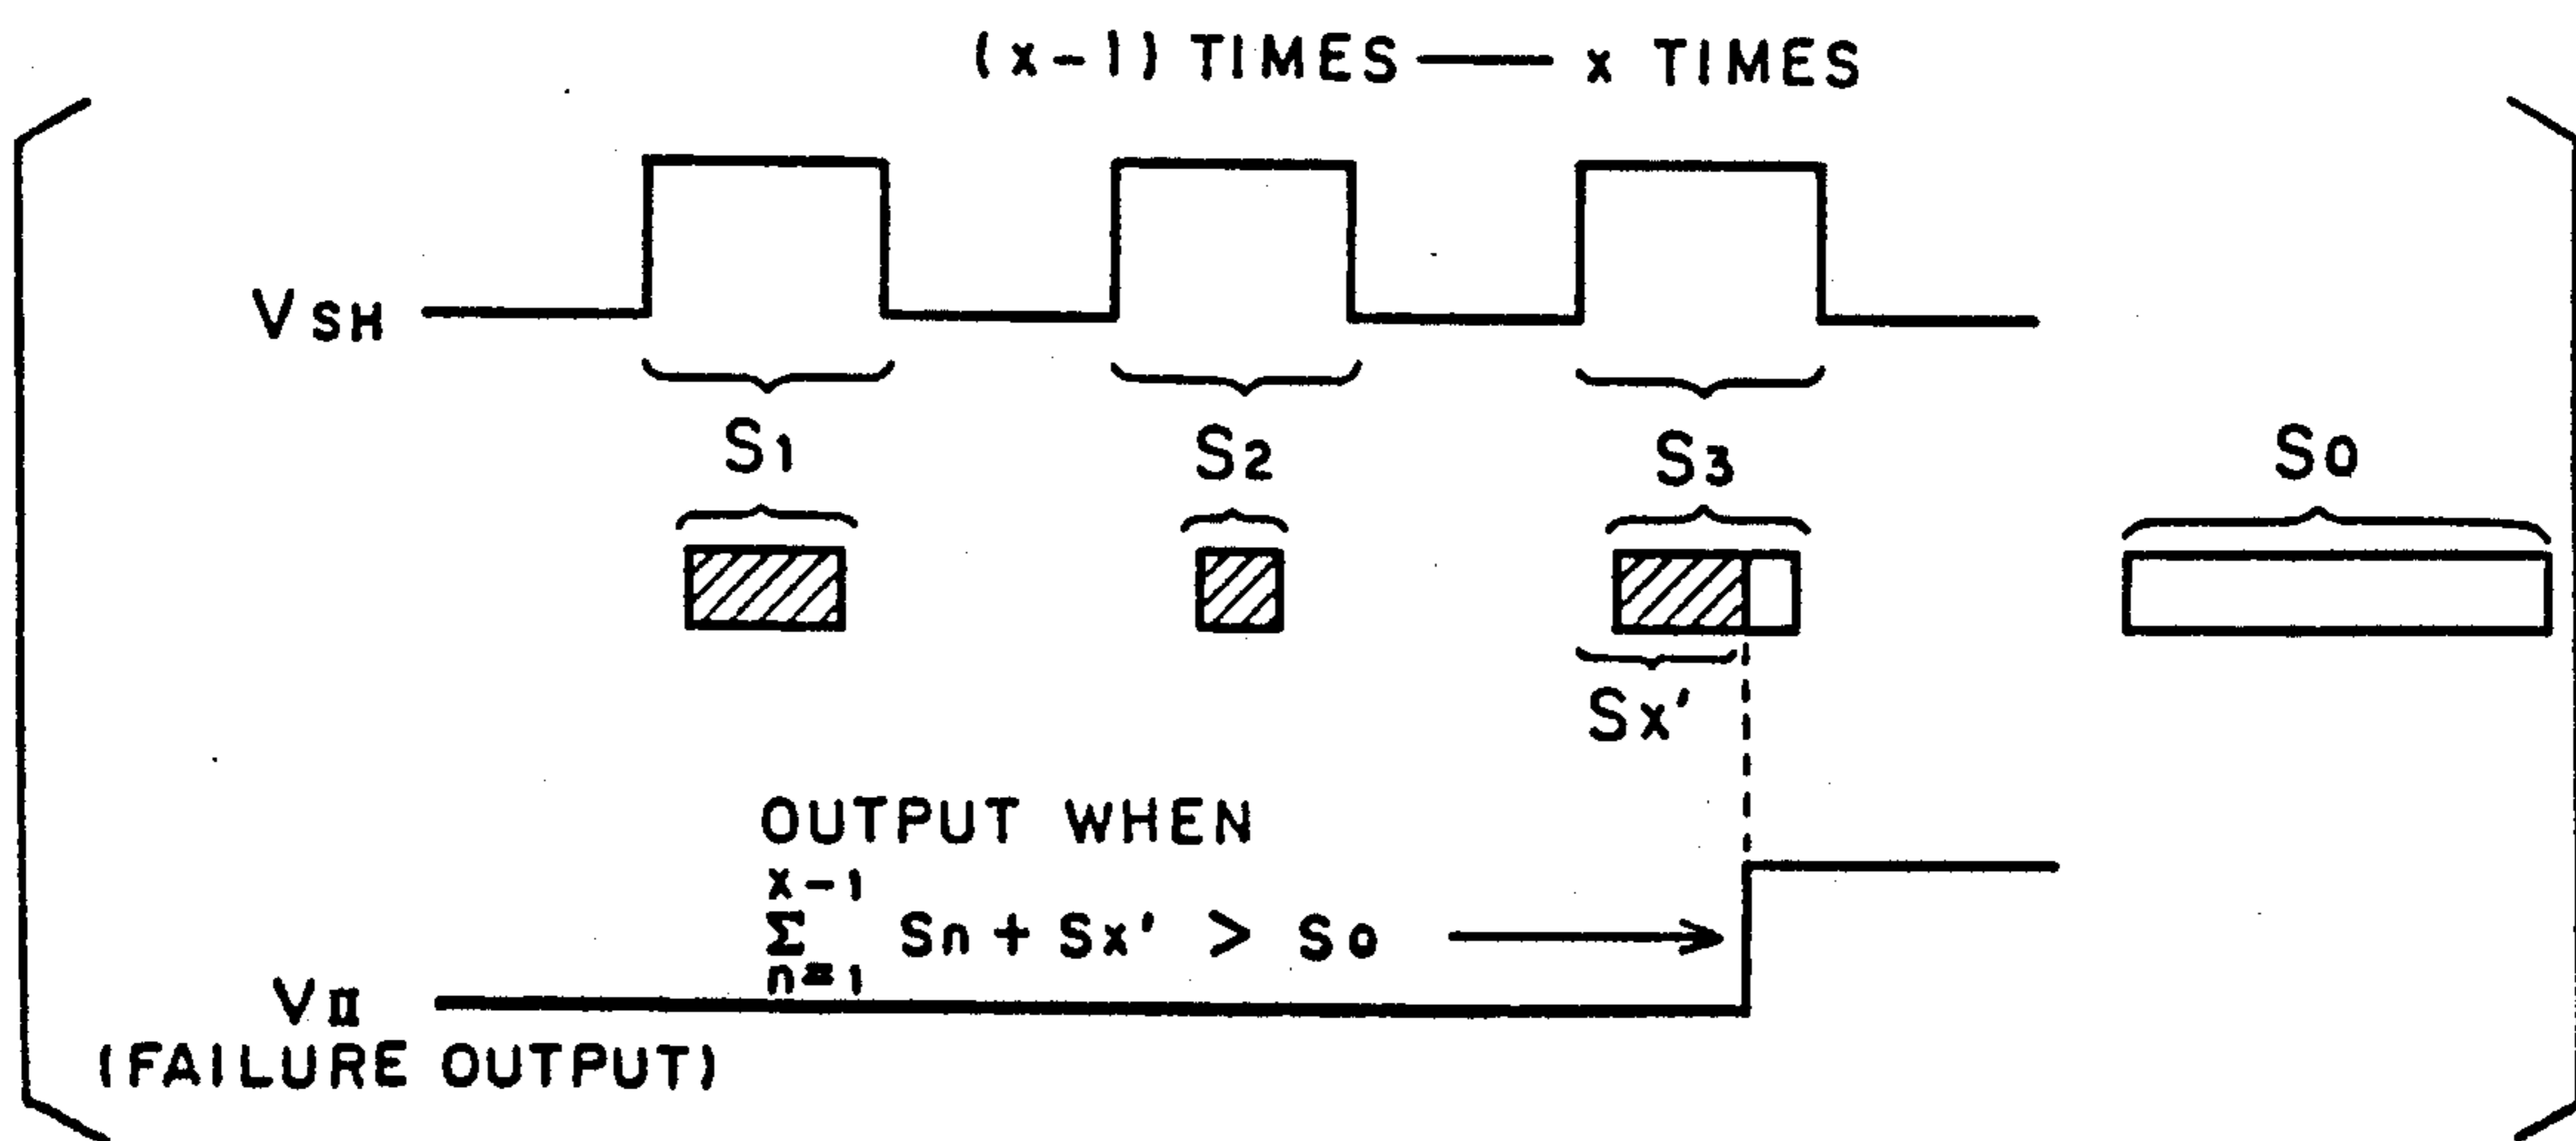 (x-1) TIMES — x TIMES
VSH
S1 S2 S3 S0
Sx'
OUTPUT WHEN
x-1
Σ Sn + Sx' > S0
n=1
VII
(FAILURE OUTPUT)